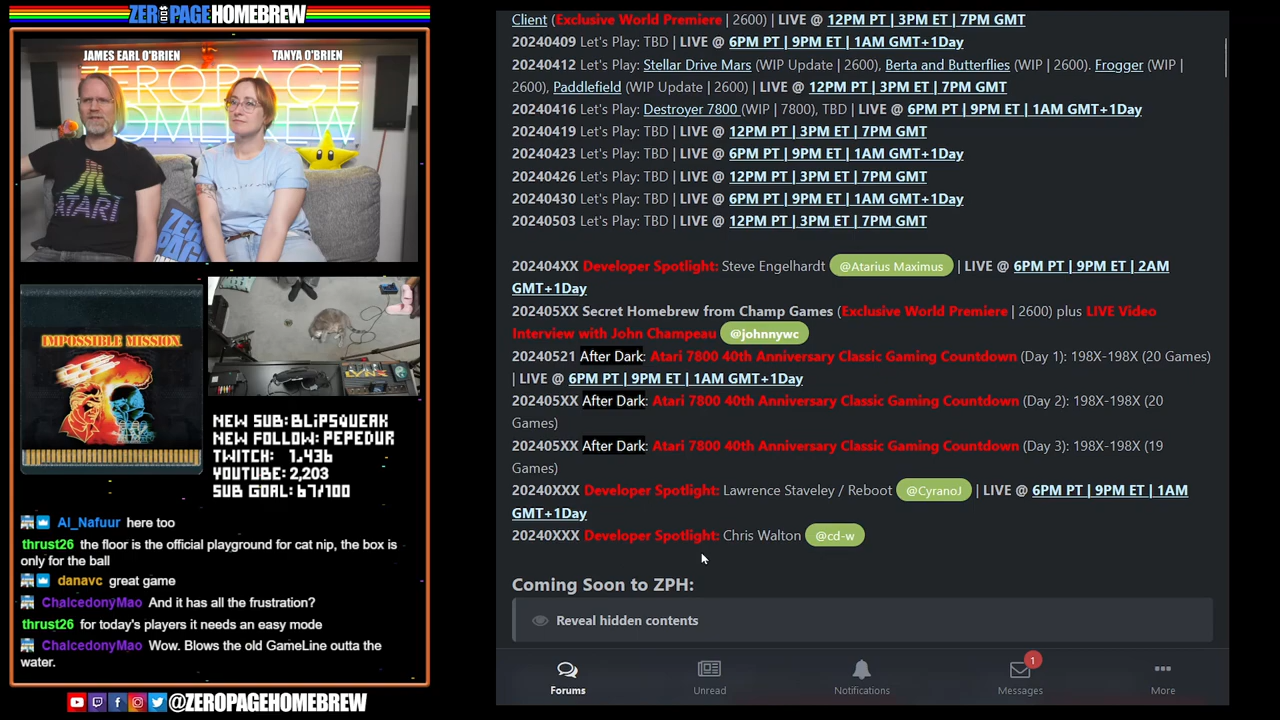 ZERO PAGE HOMEBREW
JAMES EARL O'BRIEN
TANYA O'BRIEN
ZEROPAGE
HOMEBREW
ATARI
ZERO
PAGE
IMPOSSIBLE MISSION
LYNX
NEW SUB: BLIPSQUEAK
NEW FOLLOW: PEPEDUR
TWITCH: 1,436
YOUTUBE: 2,203
SUB GOAL: 67/100
Al_Nafuur here too
thrust26 the floor is the official playground for cat nip, the box is
only for the ball
danavc great game
ChalcedonyMao And it has all the frustration?
thrust26 for today's players it needs an easy mode
ChalcedonyMao Wow. Blows the old GameLine outta the
water.
@ZEROPAGEHOMEBREW
Client (Exclusive World Premiere | 2600) | LIVE @ 12PM PT | 3PM ET | 7PM GMT
20240409 Let's Play: TBD | LIVE @ 6PM PT | 9PM ET | 1AM GMT+1Day
20240412 Let's Play: Stellar Drive Mars (WIP Update | 2600), Berta and Butterflies (WIP | 2600). Frogger (WIP |
2600), Paddlefield (WIP Update | 2600) | LIVE @ 12PM PT | 3PM ET | 7PM GMT
20240416 Let's Play: Destroyer 7800 (WIP | 7800), TBD | LIVE @ 6PM PT | 9PM ET | 1AM GMT+1Day
20240419 Let's Play: TBD | LIVE @ 12PM PT | 3PM ET | 7PM GMT
20240423 Let's Play: TBD | LIVE @ 6PM PT | 9PM ET | 1AM GMT+1Day
20240426 Let's Play: TBD | LIVE @ 12PM PT | 3PM ET | 7PM GMT
20240430 Let's Play: TBD | LIVE @ 6PM PT | 9PM ET | 1AM GMT+1Day
20240503 Let's Play: TBD | LIVE @ 12PM PT | 3PM ET | 7PM GMT
202404XX Developer Spotlight: Steve Engelhardt @Atarius Maximus | LIVE @ 6PM PT | 9PM ET | 2AM
GMT+1Day
202405XX Secret Homebrew from Champ Games (Exclusive World Premiere | 2600) plus LIVE Video
Interview with John Champeau @johnnywc
20240521 After Dark: Atari 7800 40th Anniversary Classic Gaming Countdown (Day 1): 198X-198X (20 Games)
| LIVE @ 6PM PT | 9PM ET | 1AM GMT+1Day
202405XX After Dark: Atari 7800 40th Anniversary Classic Gaming Countdown (Day 2): 198X-198X (20
Games)
202405XX After Dark: Atari 7800 40th Anniversary Classic Gaming Countdown (Day 3): 198X-198X (19
Games)
20240XXX Developer Spotlight: Lawrence Staveley / Reboot @CyranoJ | LIVE @ 6PM PT | 9PM ET | 1AM
GMT+1Day
20240XXX Developer Spotlight: Chris Walton @cd-w
Coming Soon to ZPH:
Reveal hidden contents
1
Forums
Unread
Notifications
Messages
More